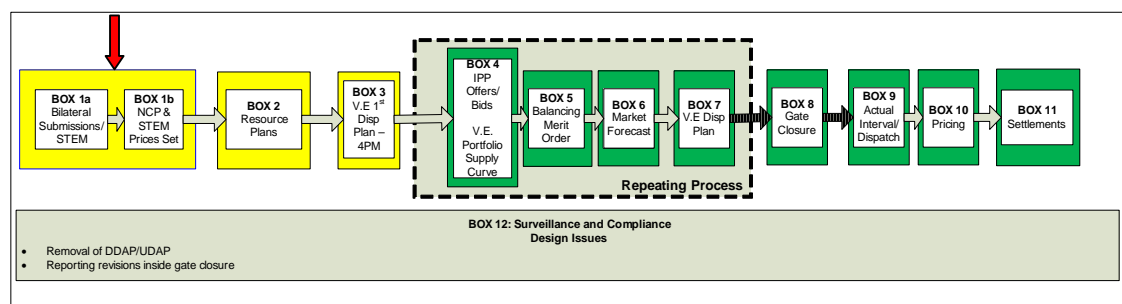 BOX 1a
Bilateral
Submissions/
STEM
BOX 1b
NCP &
STEM
Prices Set
BOX 2
Resource
Plans
BOX 3
V.E 1st
Disp
Plan –
4PM
BOX 4
IPP
Offers/
Bids
V.E.
Portfolio
Supply
Curve
BOX 5
Balancing
Merit
Order
BOX 6
Market
Forecast
BOX 7
V.E Disp
Plan
Repeating Process
BOX 8
Gate
Closure
BOX 9
Actual
Interval/
Dispatch
BOX 10
Pricing
BOX 11
Settlements
BOX 12: Surveillance and Compliance
Design Issues
• Removal of DDAP/UDAP
• Reporting revisions inside gate closure